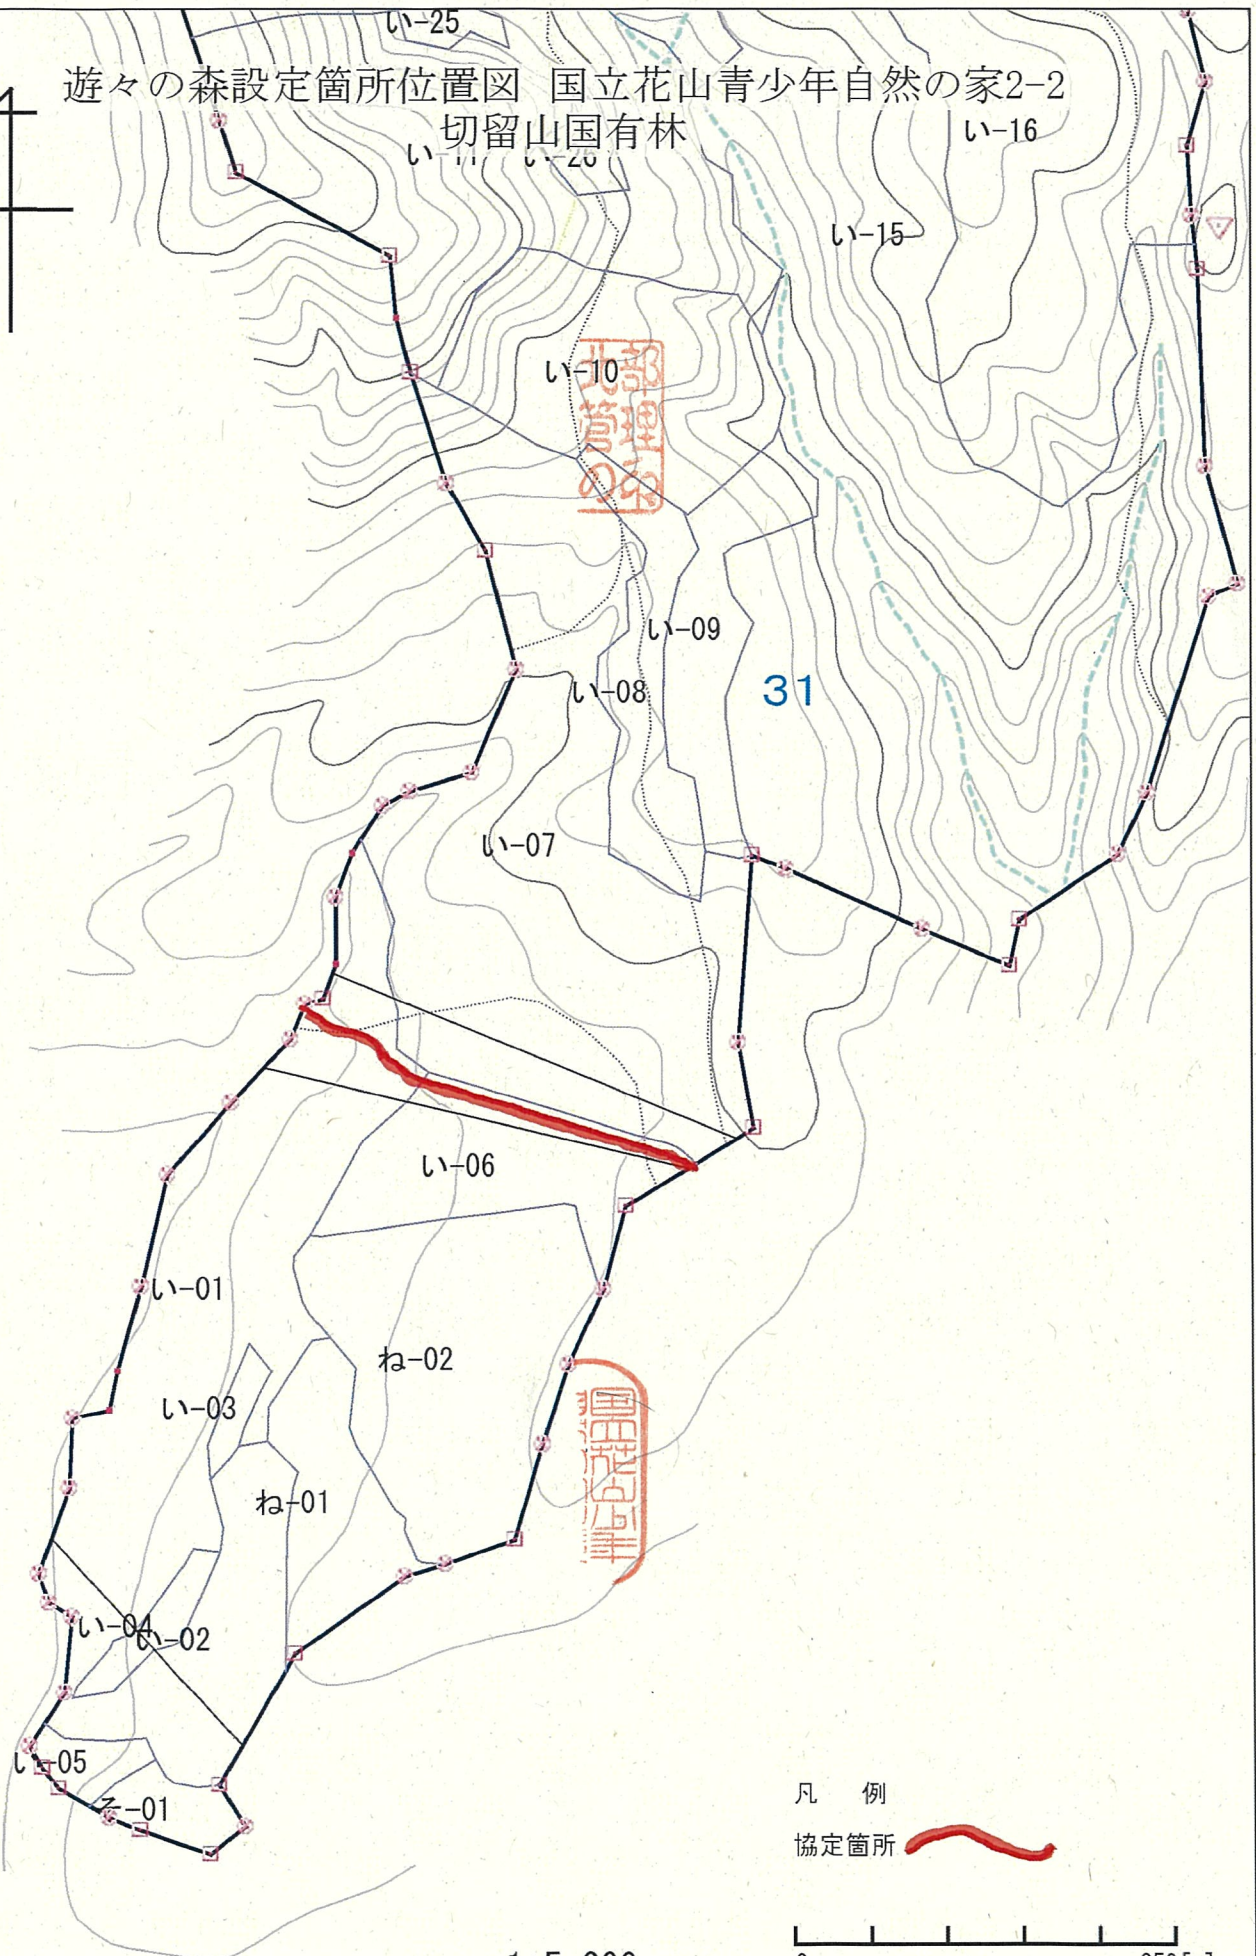 い-25
遊々の森設定箇所位置図 国立花山青少年自然の家2-2
切留山国有林
い-16
い-15
い-10
い-09
い-08
31
い-07
い-06
い-01
ね-02
い-03
ね-01
い-04
い-02
い-05
そ-01
凡 例
協定箇所